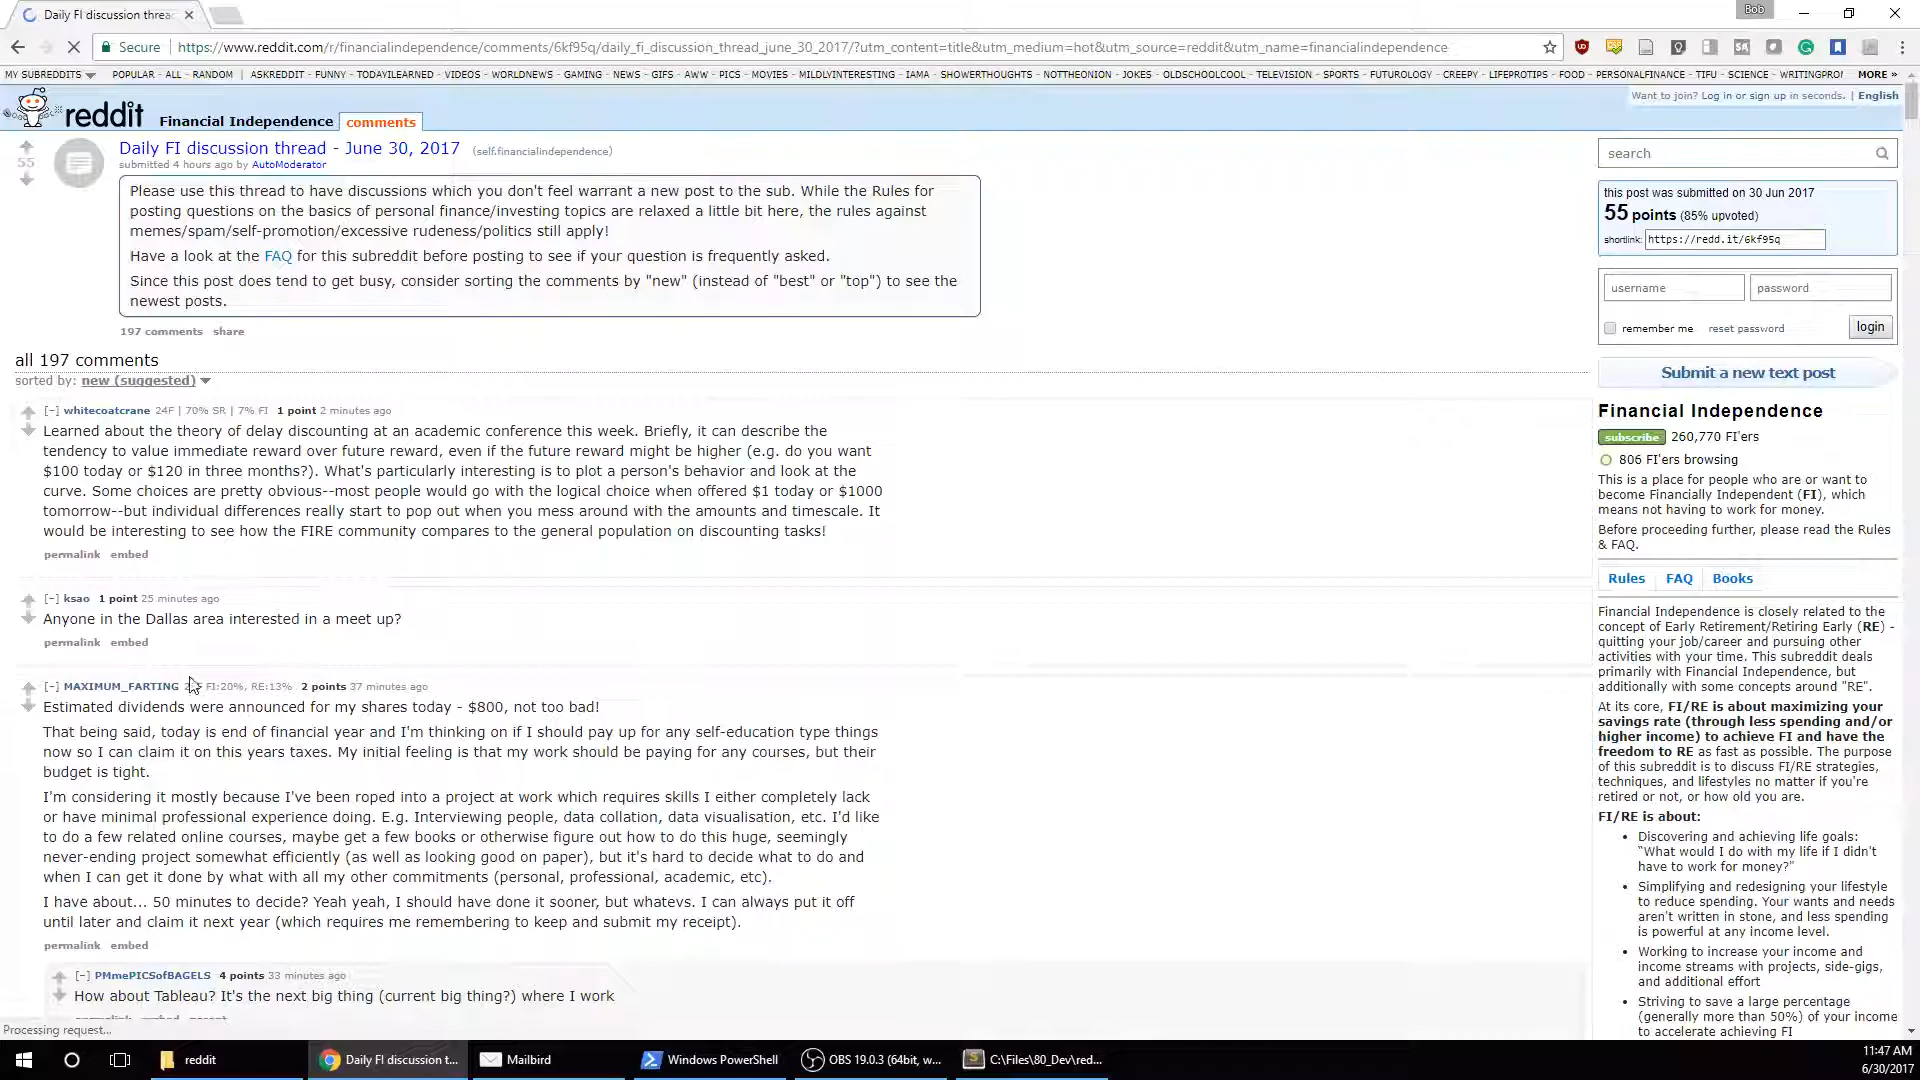 Daily FI discussion threa
Bob
Secure https://www.reddit.com/r/financialindependence/comments/6kf95q/daily_fi_discussion_thread_june_30_2017/?utm_content=title&utm_medium=hot&utm_source=reddit&utm_name=financialindependence
MY SUBREDDITS POPULAR - ALL - RANDOM | ASKREDDIT - FUNNY - TODAYILEARNED - VIDEOS - WORLDNEWS - GAMING - NEWS - GIFS - AWW - PICS - MOVIES - MILDLYINTERESTING - IAMA - SHOWERTHOUGHTS - NOTTHEONION - JOKES - OLDSCHOOLCOOL - TELEVISION - SPORTS - FUTUROLOGY - CREEPY - LIFEPROTIPS - FOOD - PERSONALFINANCE - TIFU - SCIENCE - WRITINGPRO MORE »
Want to join? Log in or sign up in seconds. | English
reddit Financial Independence comments
55
Daily FI discussion thread - June 30, 2017 (self.financialindependence)
submitted 4 hours ago by AutoModerator
Please use this thread to have discussions which you don't feel warrant a new post to the sub. While the Rules for
posting questions on the basics of personal finance/investing topics are relaxed a little bit here, the rules against
memes/spam/self-promotion/excessive rudeness/politics still apply!
Have a look at the FAQ for this subreddit before posting to see if your question is frequently asked.
Since this post does tend to get busy, consider sorting the comments by "new" (instead of "best" or "top") to see the
newest posts.
197 comments share
all 197 comments
sorted by: new (suggested)
[–] whitecoatcrane 24F | 70% SR | 7% FI 1 point 2 minutes ago
Learned about the theory of delay discounting at an academic conference this week. Briefly, it can describe the
tendency to value immediate reward over future reward, even if the future reward might be higher (e.g. do you want
$100 today or $120 in three months?). What's particularly interesting is to plot a person's behavior and look at the
curve. Some choices are pretty obvious--most people would go with the logical choice when offered $1 today or $1000
tomorrow--but individual differences really start to pop out when you mess around with the amounts and timescale. It
would be interesting to see how the FIRE community compares to the general population on discounting tasks!
permalink embed
[–] ksao 1 point 25 minutes ago
Anyone in the Dallas area interested in a meet up?
permalink embed
[–] MAXIMUM_FARTING FI:20%, RE:13% 2 points 37 minutes ago
Estimated dividends were announced for my shares today - $800, not too bad!
That being said, today is end of financial year and I'm thinking on if I should pay up for any self-education type things
now so I can claim it on this years taxes. My initial feeling is that my work should be paying for any courses, but their
budget is tight.
I'm considering it mostly because I've been roped into a project at work which requires skills I either completely lack
or have minimal professional experience doing. E.g. Interviewing people, data collation, data visualisation, etc. I'd like
to do a few related online courses, maybe get a few books or otherwise figure out how to do this huge, seemingly
never-ending project somewhat efficiently (as well as looking good on paper), but it's hard to decide what to do and
when I can get it done by what with all my other commitments (personal, professional, academic, etc).
I have about... 50 minutes to decide? Yeah yeah, I should have done it sooner, but whatevs. I can always put it off
until later and claim it next year (which requires me remembering to keep and submit my receipt).
permalink embed
[–] PMmePICSofBAGELS 4 points 33 minutes ago
How about Tableau? It's the next big thing (current big thing?) where I work
permalink embed parent
search
this post was submitted on 30 Jun 2017
55 points (85% upvoted)
shortlink: https://redd.it/6kf95q
username password
remember me reset password login
Submit a new text post
Financial Independence
subscribe 260,770 FI'ers
806 FI'ers browsing
This is a place for people who are or want to
become Financially Independent (FI), which
means not having to work for money.
Before proceeding further, please read the Rules
& FAQ.
Rules FAQ Books
Financial Independence is closely related to the
concept of Early Retirement/Retiring Early (RE) -
quitting your job/career and pursuing other
activities with your time. This subreddit deals
primarily with Financial Independence, but
additionally with some concepts around "RE".
At its core, FI/RE is about maximizing your
savings rate (through less spending and/or
higher income) to achieve FI and have the
freedom to RE as fast as possible. The purpose
of this subreddit is to discuss FI/RE strategies,
techniques, and lifestyles no matter if you're
retired or not, or how old you are.
FI/RE is about:
• Discovering and achieving life goals:
"What would I do with my life if I didn't
have to work for money?"
• Simplifying and redesigning your lifestyle
to reduce spending. Your wants and needs
aren't written in stone, and less spending
is powerful at any income level.
• Working to increase your income and
income streams with projects, side-gigs,
and additional effort
• Striving to save a large percentage
(generally more than 50%) of your income
to accelerate achieving FI
Processing request...
reddit
Daily FI discussion t...
Mailbird
Windows PowerShell
OBS 19.0.3 (64bit, w...
C:\Files\80_Dev\red...
11:47 AM
6/30/2017